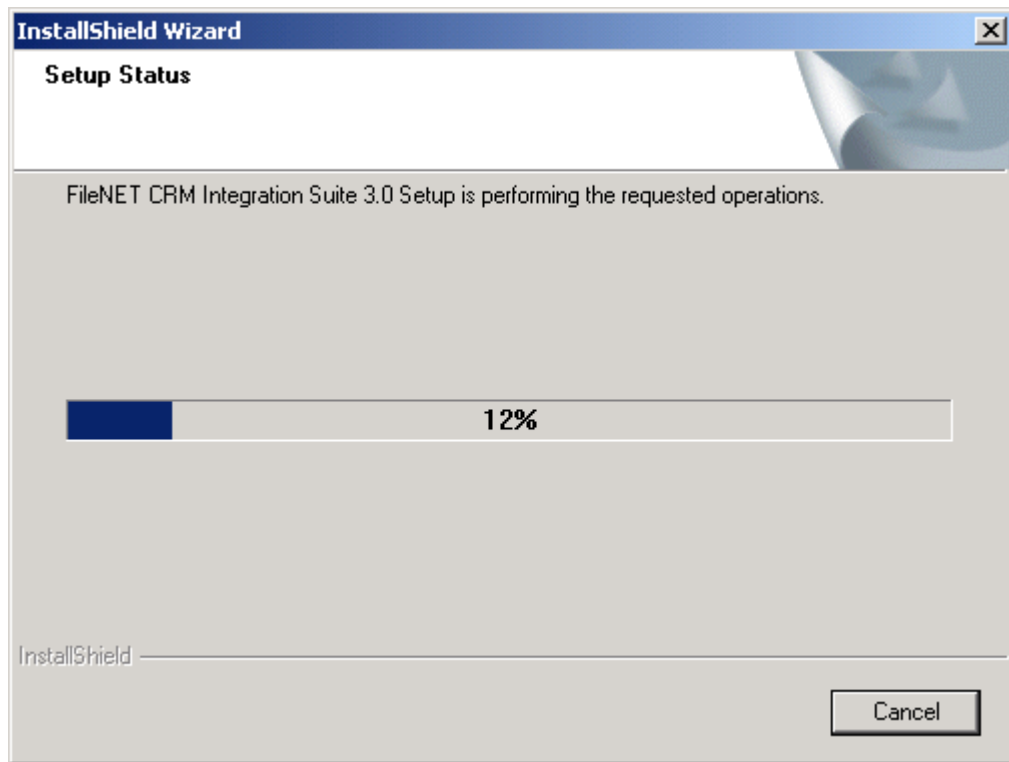 InstallShield Wizard
Setup Status
FileNET CRM Integration Suite 3.0 Setup is performing the requested operations.
12%
InstallShield
Cancel